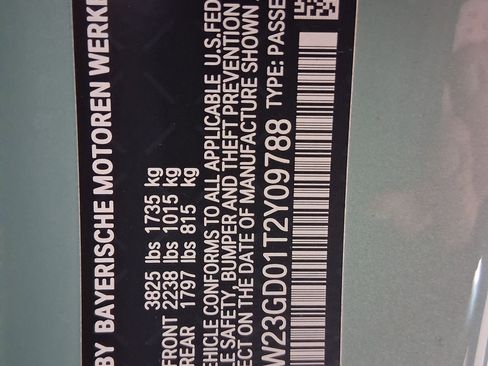 BY BAYERISCHE MOTOREN WERKE
3825 lbs 1735 kg
FRONT 2238 lbs 1015 kg
REAR 1797 lbs 815 kg
VEHICLE CONFORMS TO ALL APPLICABLE U.S.FED
LE SAFETY, BUMPER AND THEFT PREVENTION
ECT ON THE DATE OF MANUFACTURE SHOWN
W23GD01T2Y09788 TYPE: PASSE